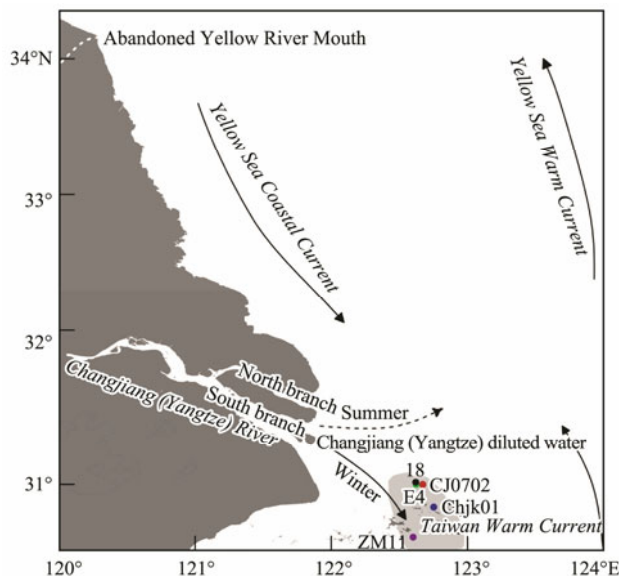 Abandoned Yellow River Mouth
34°N
Yellow Sea Coastal Current
Yellow Sea Warm Current
33°
32°
Changjiang (Yangtze) River
North branch
South branch
Summer
Changjiang (Yangtze) diluted water
Winter
31°
18
CJ0702
E4
Chjk01
Taiwan Warm Current
ZM11
120°
121°
122°
123°
124°E